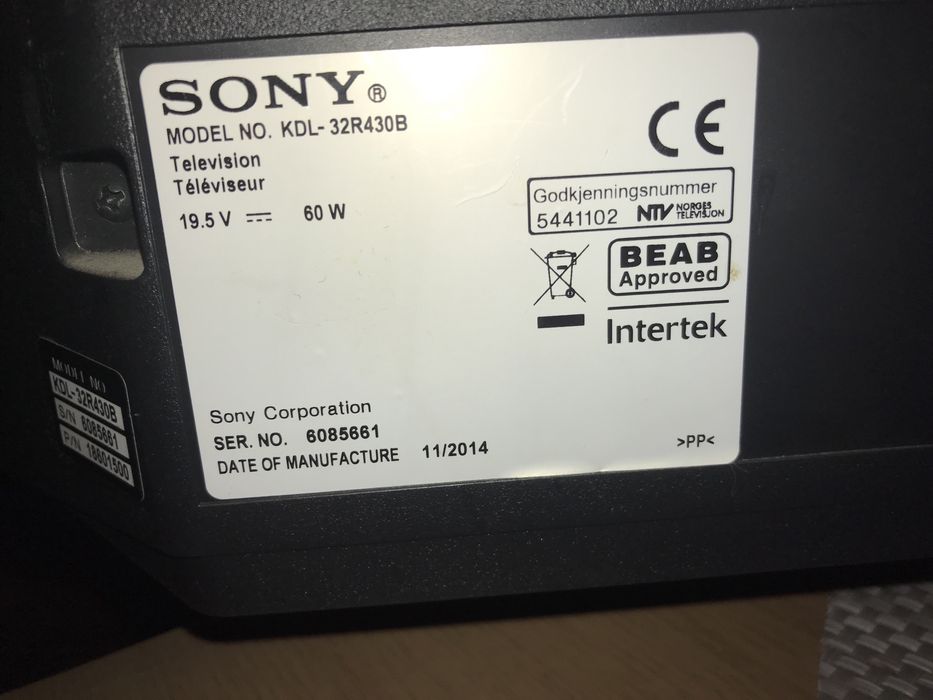 SONY®
MODEL NO. KDL-32R430B
Television
Téléviseur
19.5 V 60 W
CE
Godkjenningsnummer
5441102 NTV NORGES TELEVISJON
BEAB
Approved
Intertek
Sony Corporation
SER. NO. 6085661
DATE OF MANUFACTURE 11/2014
>PP<
MODEL NO
KDL-32R430B
S/N 6085661
P/N 18601500